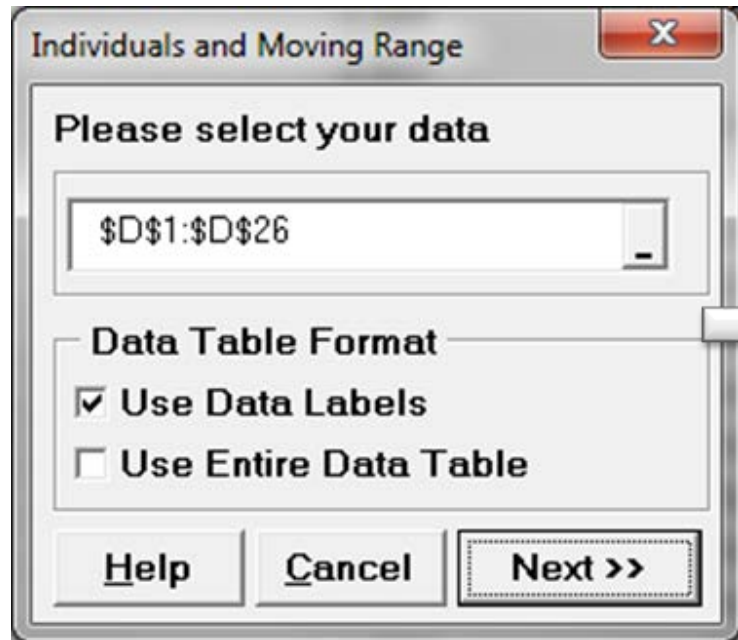 Individuals and Moving Range
Please select your data
$D$1:$D$26
Data Table Format
Use Data Labels
Use Entire Data Table
Help Cancel Next >>